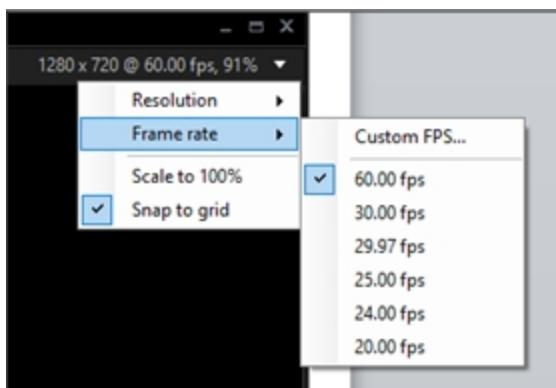 1280 x 720 @ 60.00 fps, 91%
Resolution
Frame rate
Scale to 100%
Snap to grid
Custom FPS...
60.00 fps
30.00 fps
29.97 fps
25.00 fps
24.00 fps
20.00 fps